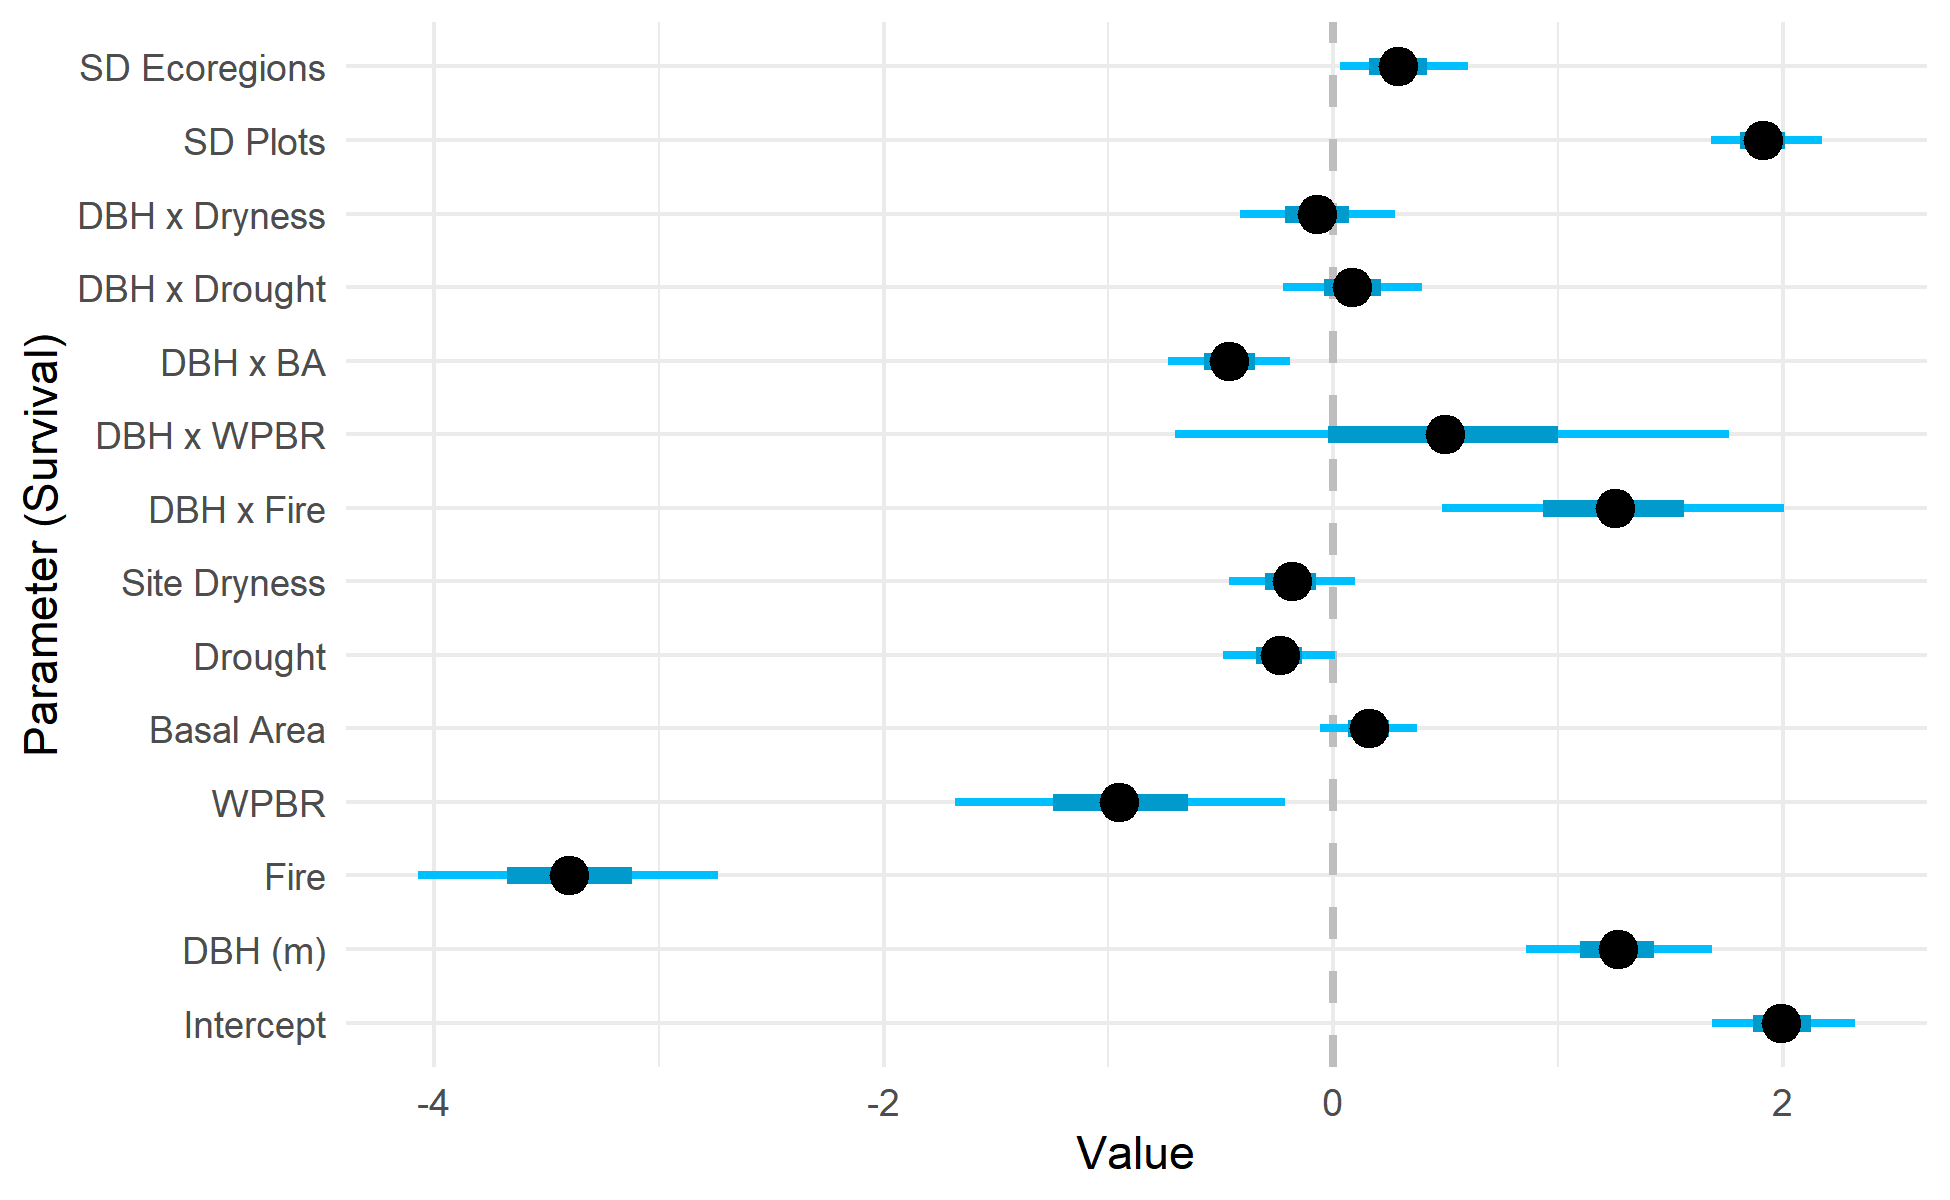 Parameter (Survival)
SD Ecoregions
SD Plots
DBH x Dryness
DBH x Drought
DBH x BA
DBH x WPBR
DBH x Fire
Site Dryness
Drought
Basal Area
WPBR
Fire
DBH (m)
Intercept
-4 -2 0 2
Value